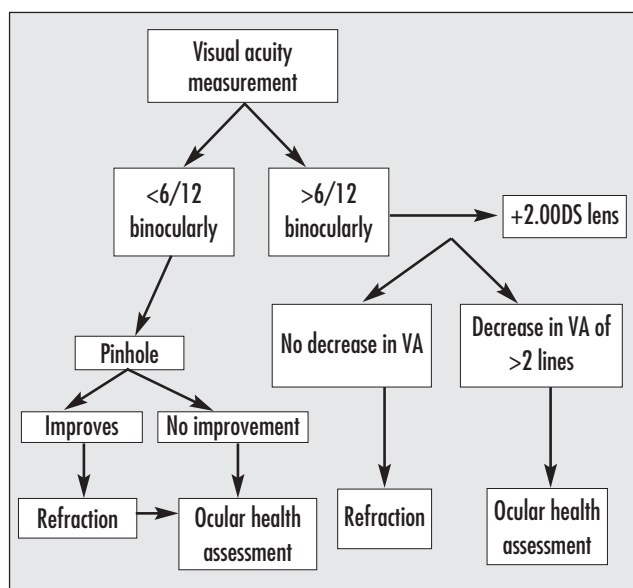 Visual acuity
measurement
<6/12
binocularly
>6/12
binocularly
+2.00DS lens
Pinhole
No decrease in VA
Decrease in VA of
>2 lines
Improves
No improvement
Refraction
Ocular health
assessment
Refraction
Ocular health
assessment